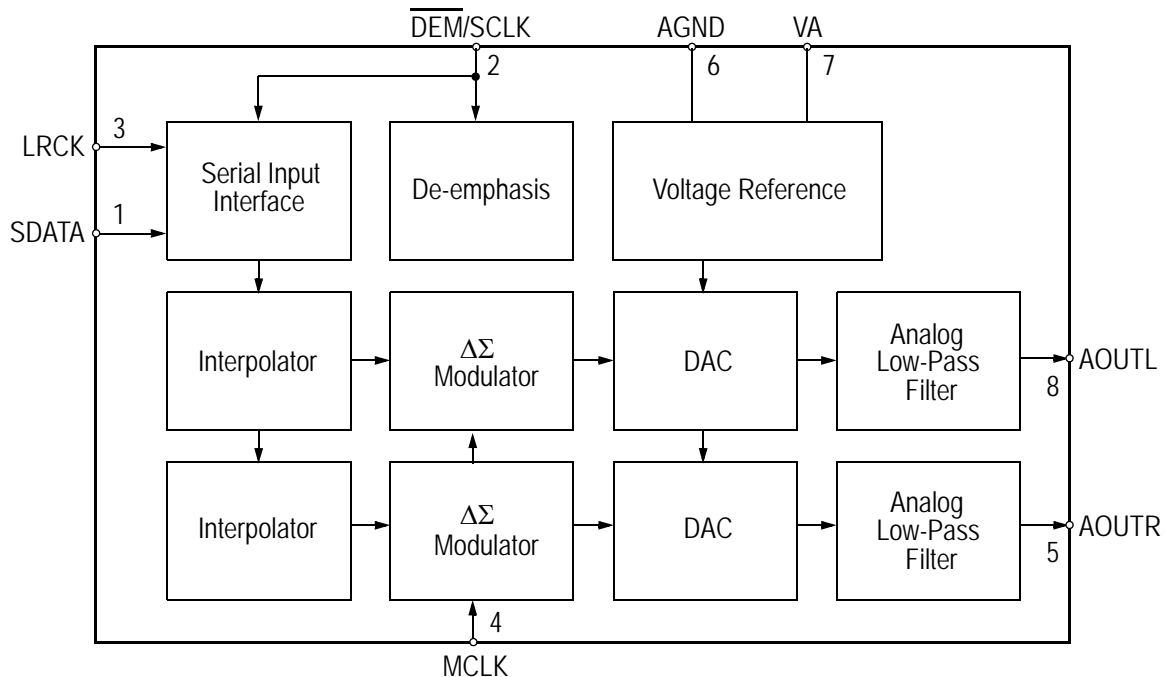 D̅E̅M̅/SCLK
AGND
VA
2
6
7
LRCK
3
SDATA
1
Serial Input
Interface
De-emphasis
Voltage Reference
Interpolator
ΔΣ
Modulator
DAC
Analog
Low-Pass
Filter
AOUTL
8
Interpolator
ΔΣ
Modulator
DAC
Analog
Low-Pass
Filter
AOUTR
5
4
MCLK